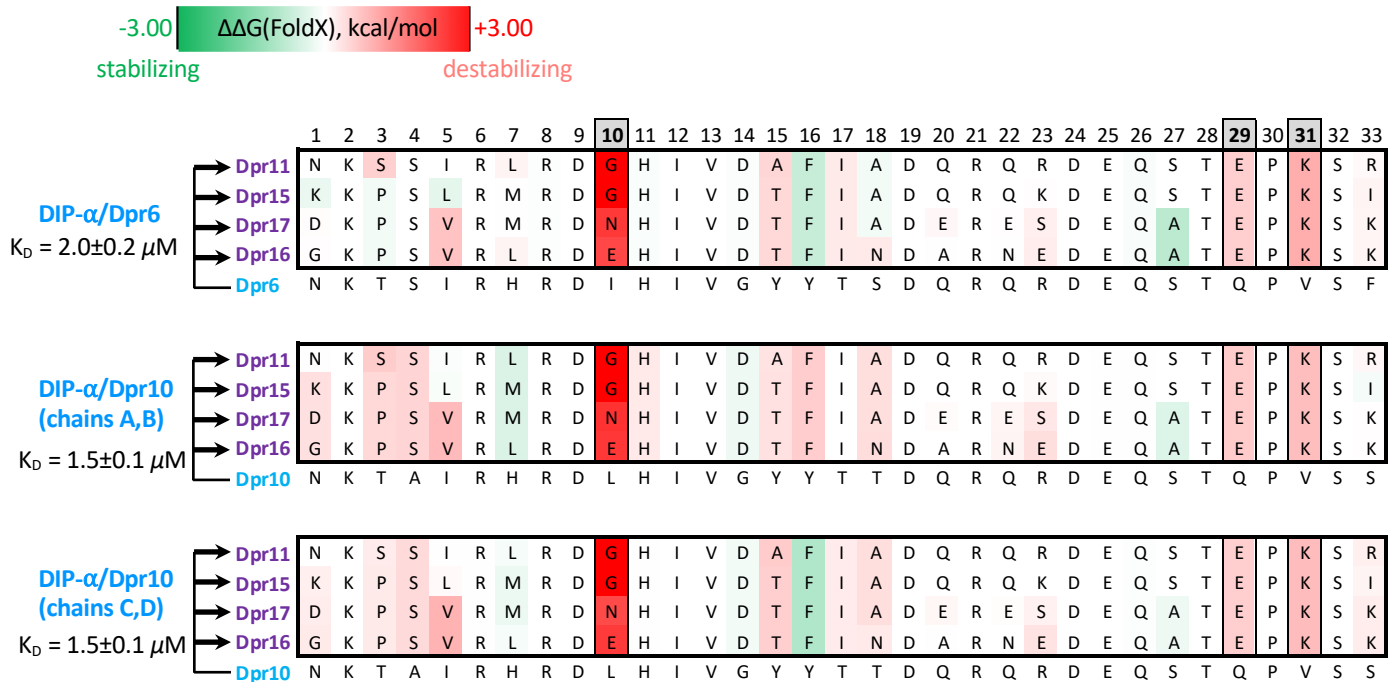 -3.00 ΔΔG(FoldX), kcal/mol +3.00
stabilizing destabilizing
1 2 3 4 5 6 7 8 9 10 11 12 13 14 15 16 17 18 19 20 21 22 23 24 25 26 27 28 29 30 31 32 33
Dpr11 N K S S I R L R D G H I V D A F I A D Q R Q R D E Q S T E P K S R
Dpr15 K K P S L R M R D G H I V D T F I A D Q R Q K D E Q S T E P K S I
DIP-α/Dpr6
Dpr17 D K P S V R M R D N H I V D T F I A D E R E S D E Q A T E P K S K
K_D = 2.0±0.2 μM
Dpr16 G K P S V R L R D E H I V D T F I N D A R N E D E Q A T E P K S K
Dpr6 N K T S I R H R D I H I V G Y Y T S D Q R Q R D E Q S T Q P V S F
Dpr11 N K S S I R L R D G H I V D A F I A D Q R Q R D E Q S T E P K S R
DIP-α/Dpr10
Dpr15 K K P S L R M R D G H I V D T F I A D Q R Q K D E Q S T E P K S I
(chains A,B)
Dpr17 D K P S V R M R D N H I V D T F I A D E R E S D E Q A T E P K S K
K_D = 1.5±0.1 μM
Dpr16 G K P S V R L R D E H I V D T F I N D A R N E D E Q A T E P K S K
Dpr10 N K T A I R H R D L H I V G Y Y T T D Q R Q R D E Q S T Q P V S S
Dpr11 N K S S I R L R D G H I V D A F I A D Q R Q R D E Q S T E P K S R
DIP-α/Dpr10
Dpr15 K K P S L R M R D G H I V D T F I A D Q R Q K D E Q S T E P K S I
(chains C,D)
Dpr17 D K P S V R M R D N H I V D T F I A D E R E S D E Q A T E P K S K
K_D = 1.5±0.1 μM
Dpr16 G K P S V R L R D E H I V D T F I N D A R N E D E Q A T E P K S K
Dpr10 N K T A I R H R D L H I V G Y Y T T D Q R Q R D E Q S T Q P V S S